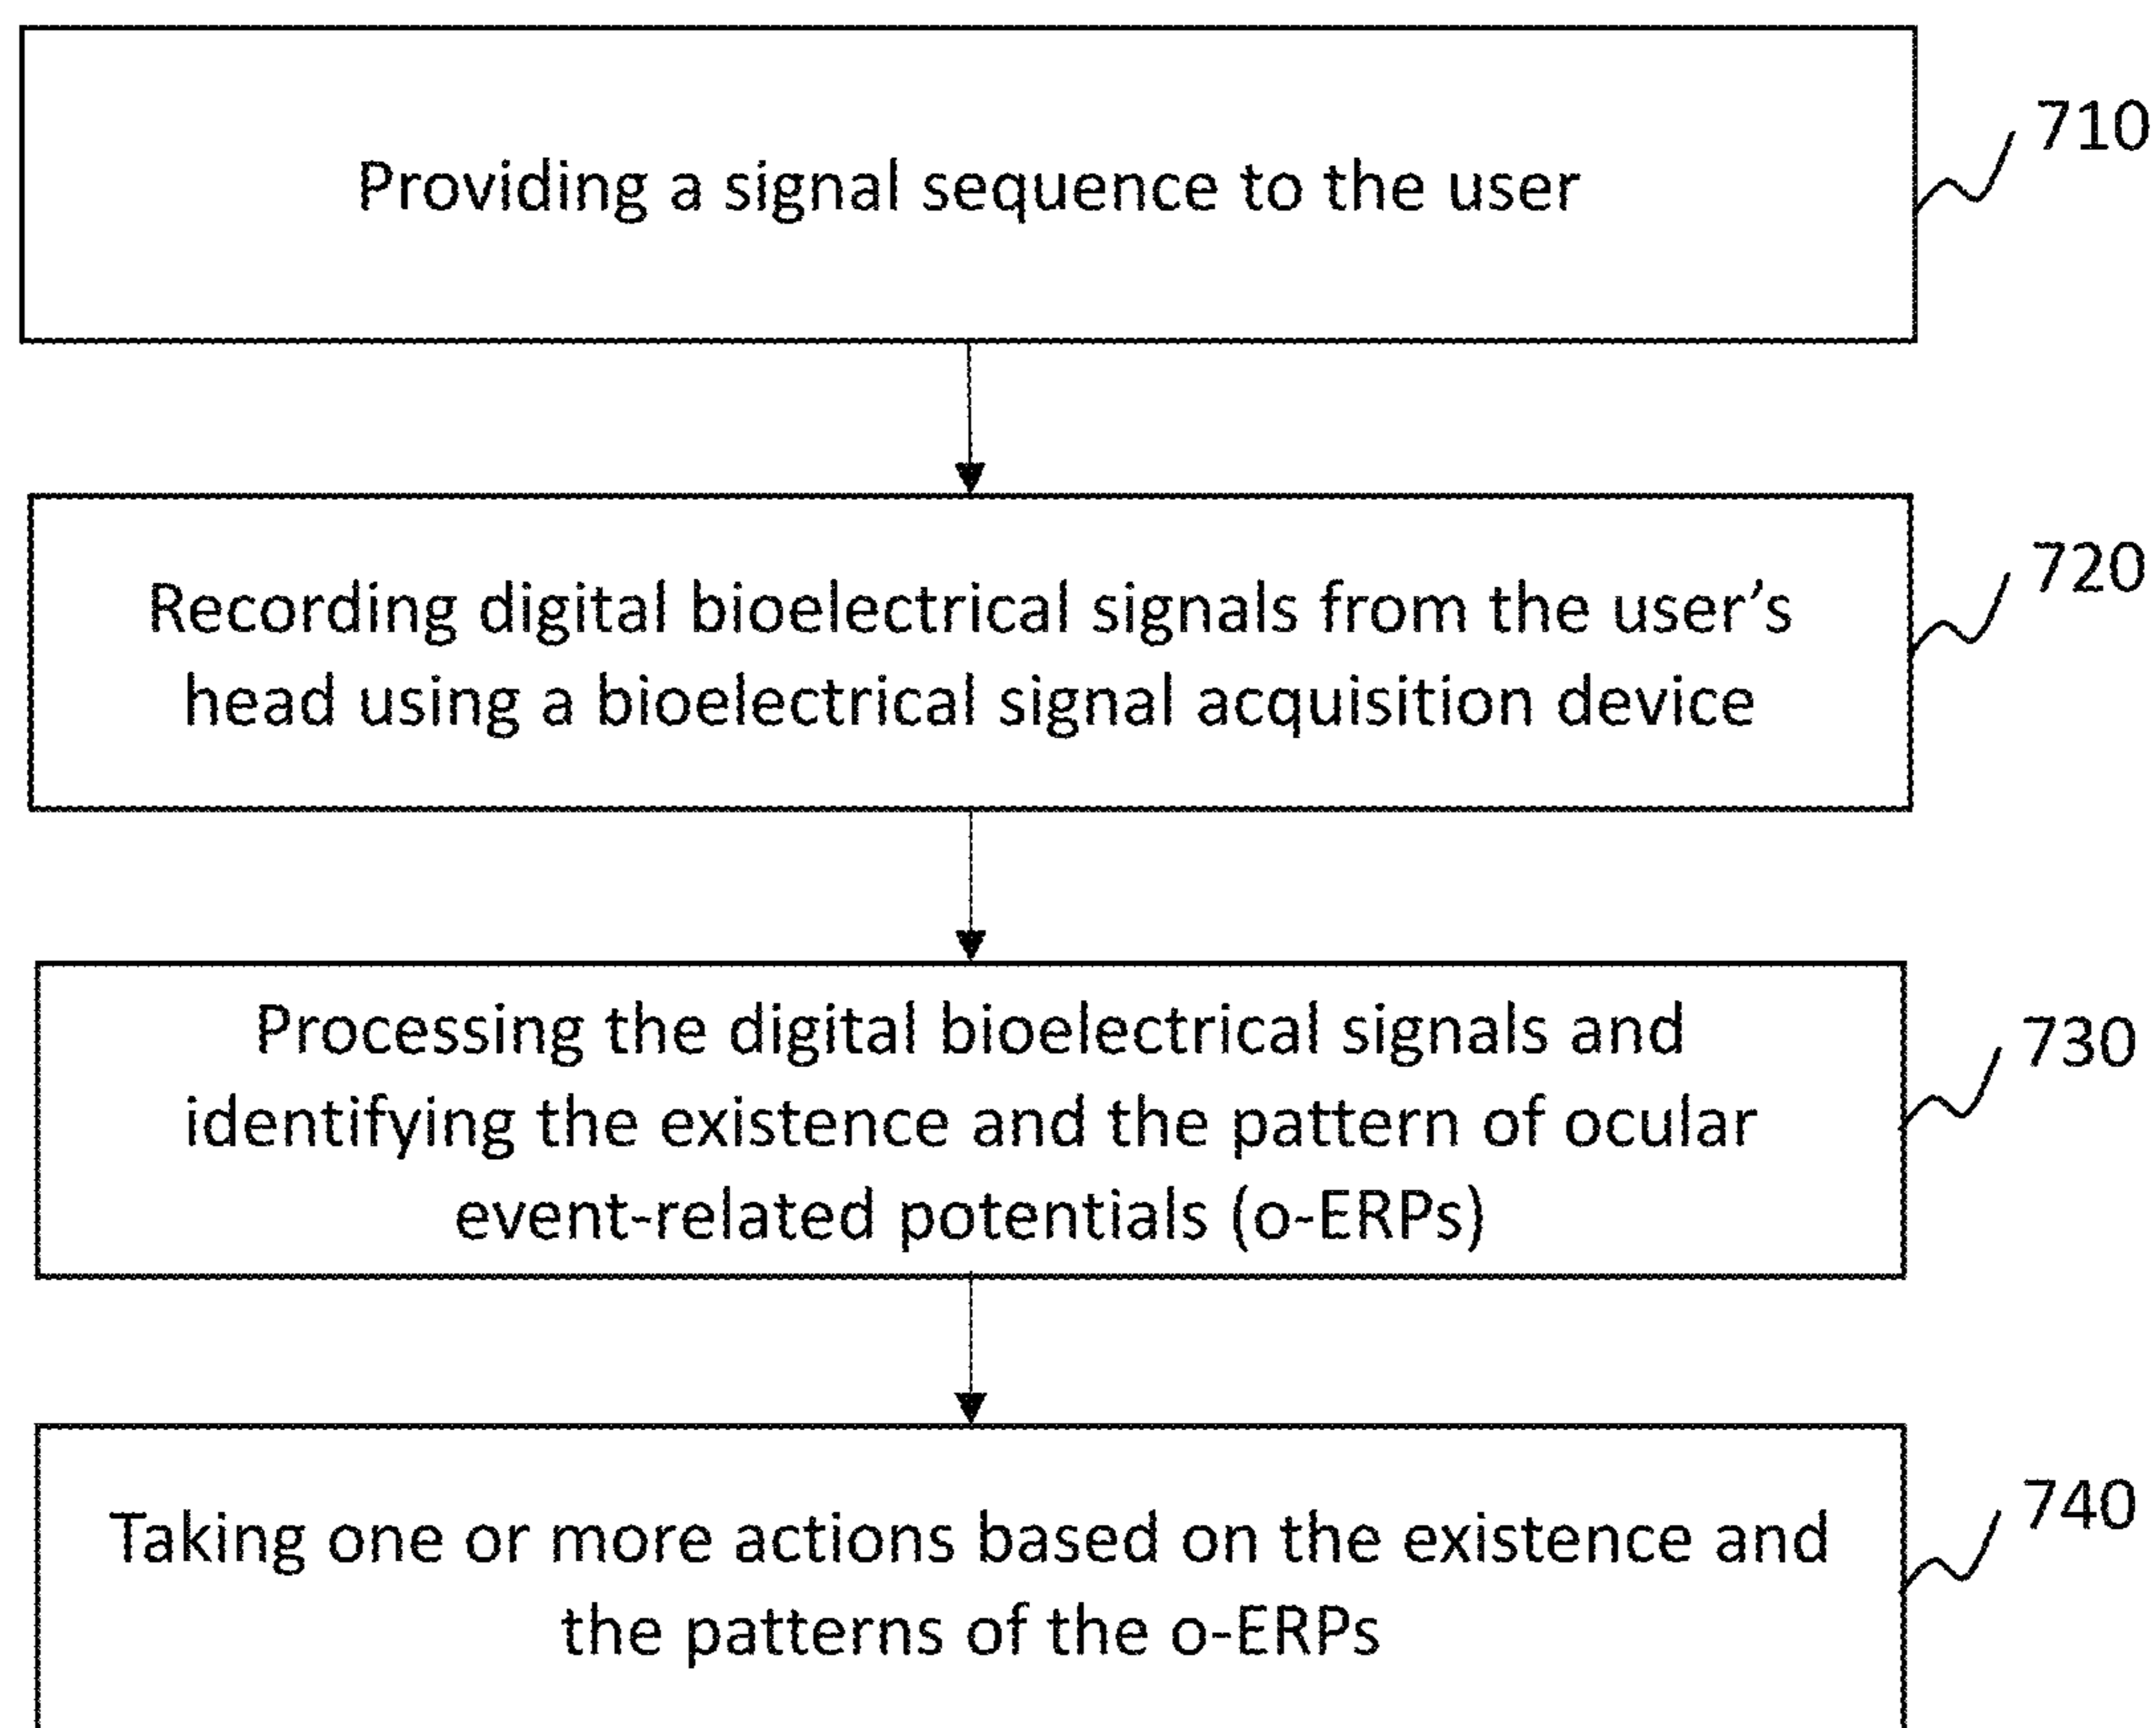 Providing a signal sequence to the user
710
Recording digital bioelectrical signals from the user’s
head using a bioelectrical signal acquisition device
720
Processing the digital bioelectrical signals and
identifying the existence and the pattern of ocular
event-related potentials (o-ERPs)
730
Taking one or more actions based on the existence and
the patterns of the o-ERPs
740